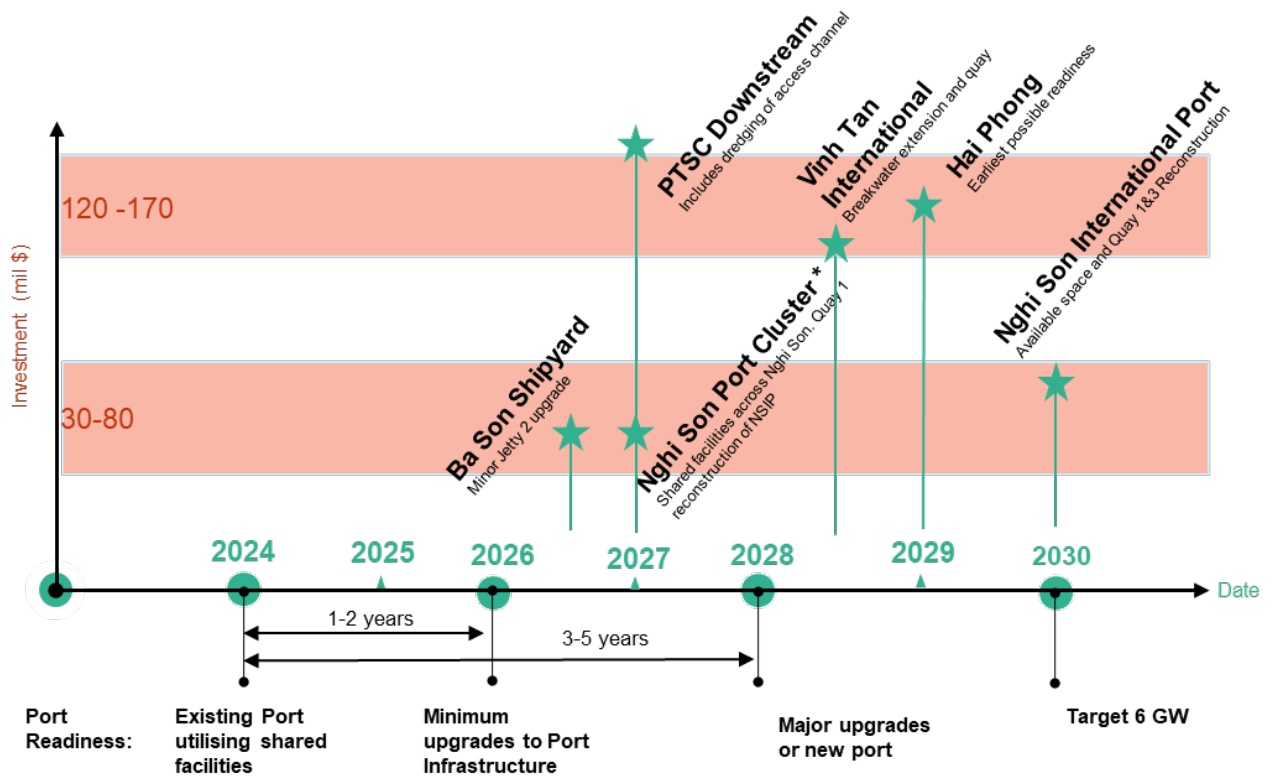 PTSC Downstream
Includes dredging of access channel
Vinh Tan
International
Breakwater extension and quay
Hai Phong
Earliest possible readiness
Nghi Son International Port
Available space and Quay 1&3 Reconstruction
120 -170
Investment (mil $)
Nghi Son Port Cluster *
Shared facilities across Nghi Son. Quay 1
reconstruction of NSIP
Ba Son Shipyard
Minor Jetty 2 upgrade
30-80
2024
2025
2026
2027
2028
2029
2030
Date
1-2 years
3-5 years
Port
Readiness:
Existing Port
utilising shared
facilities
Minimum
upgrades to Port
Infrastructure
Major upgrades
or new port
Target 6 GW